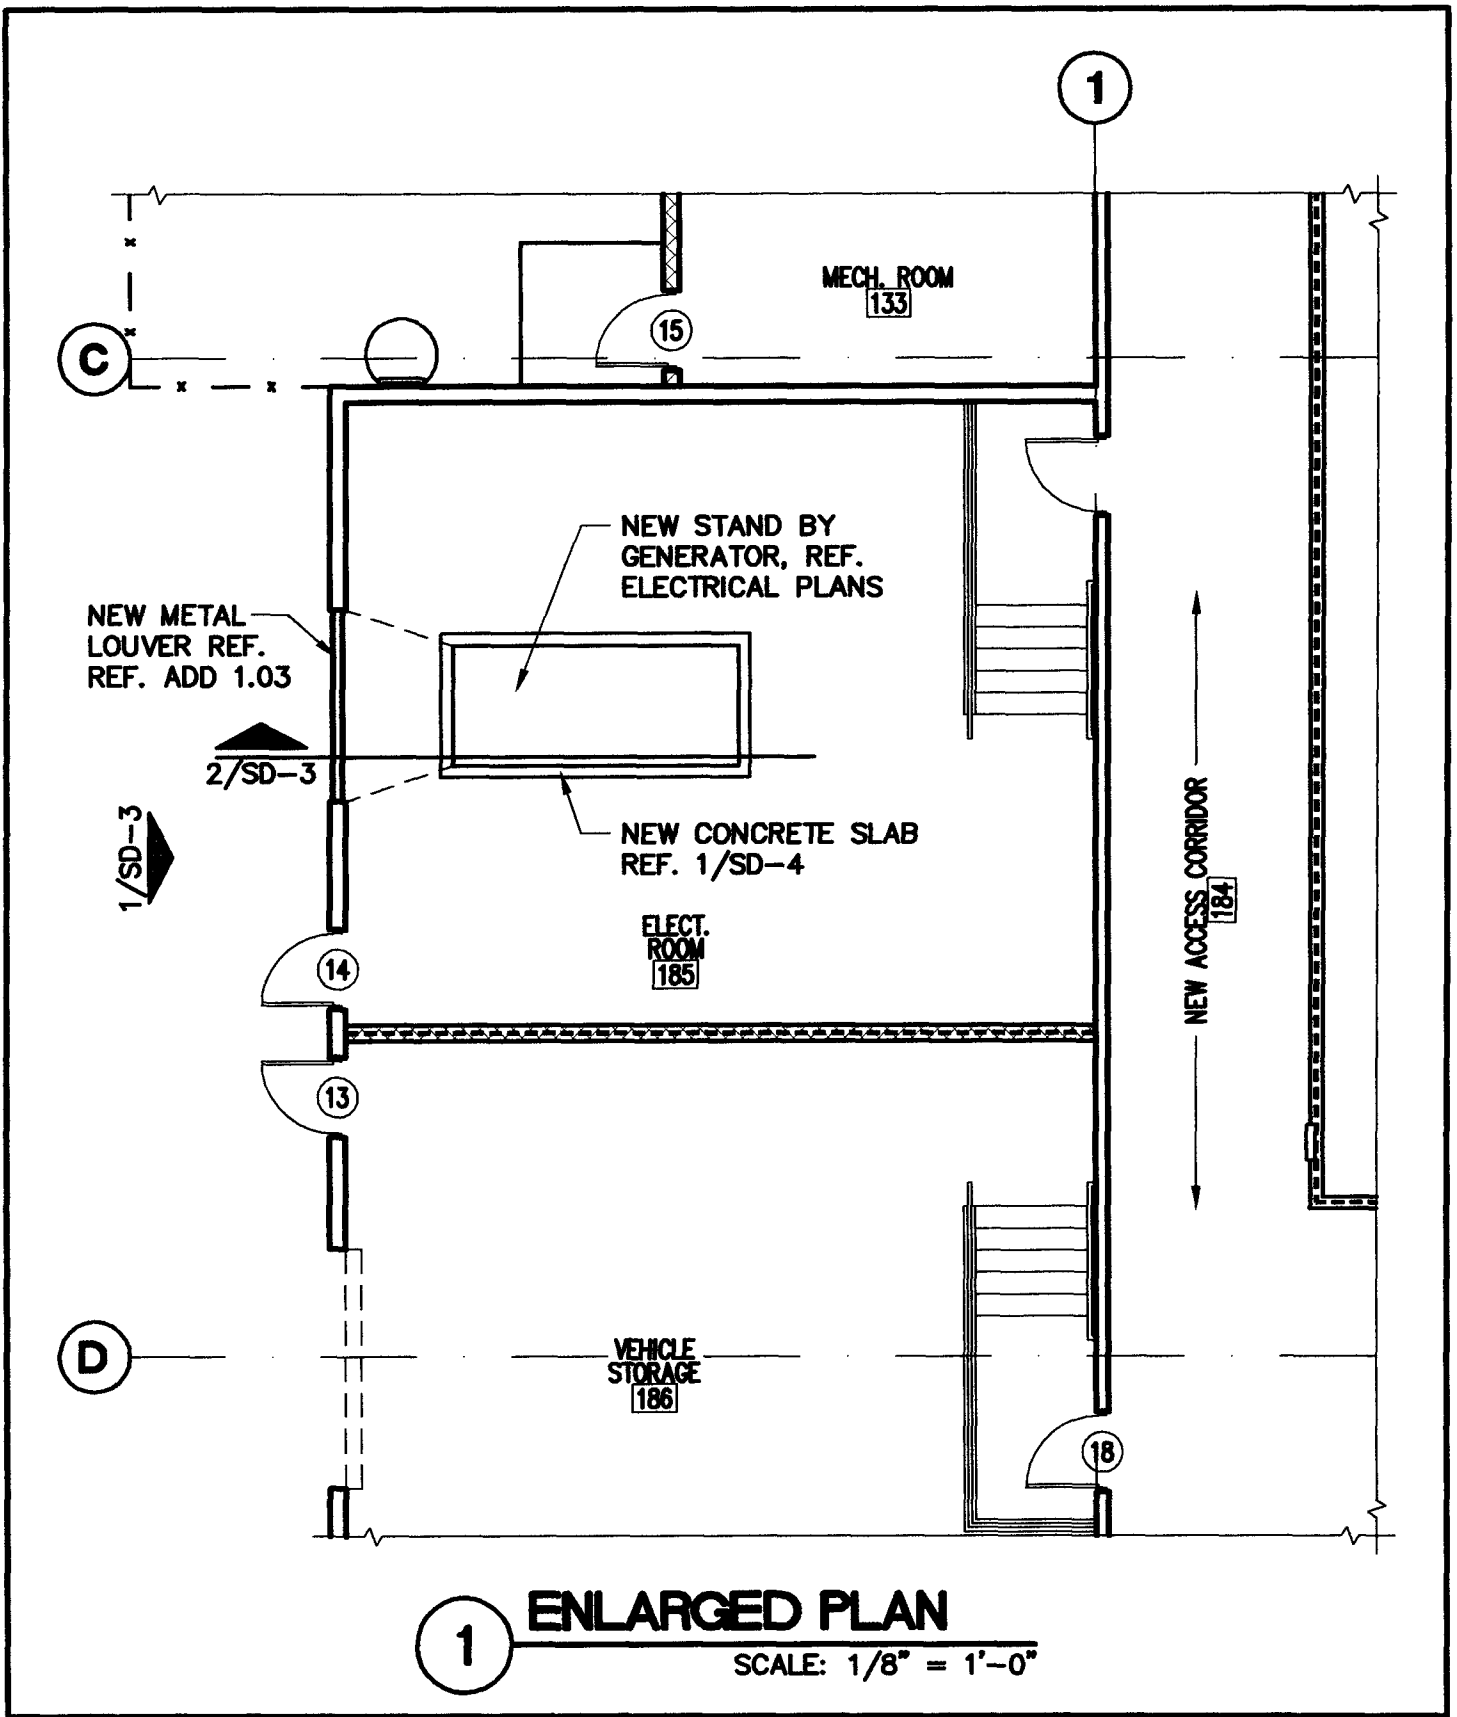 1
MECH. ROOM
133
15
C
NEW STAND BY
GENERATOR, REF.
ELECTRICAL PLANS
NEW METAL
LOUVER REF.
REF. ADD 1.03
2/SD-3
1/SD-3
NEW CONCRETE SLAB
REF. 1/SD-4
NEW ACCESS CORRIDOR
184
ELECT.
ROOM
185
14
13
D
VEHICLE
STORAGE
186
18
1
ENLARGED PLAN
SCALE: 1/8" = 1'-0"